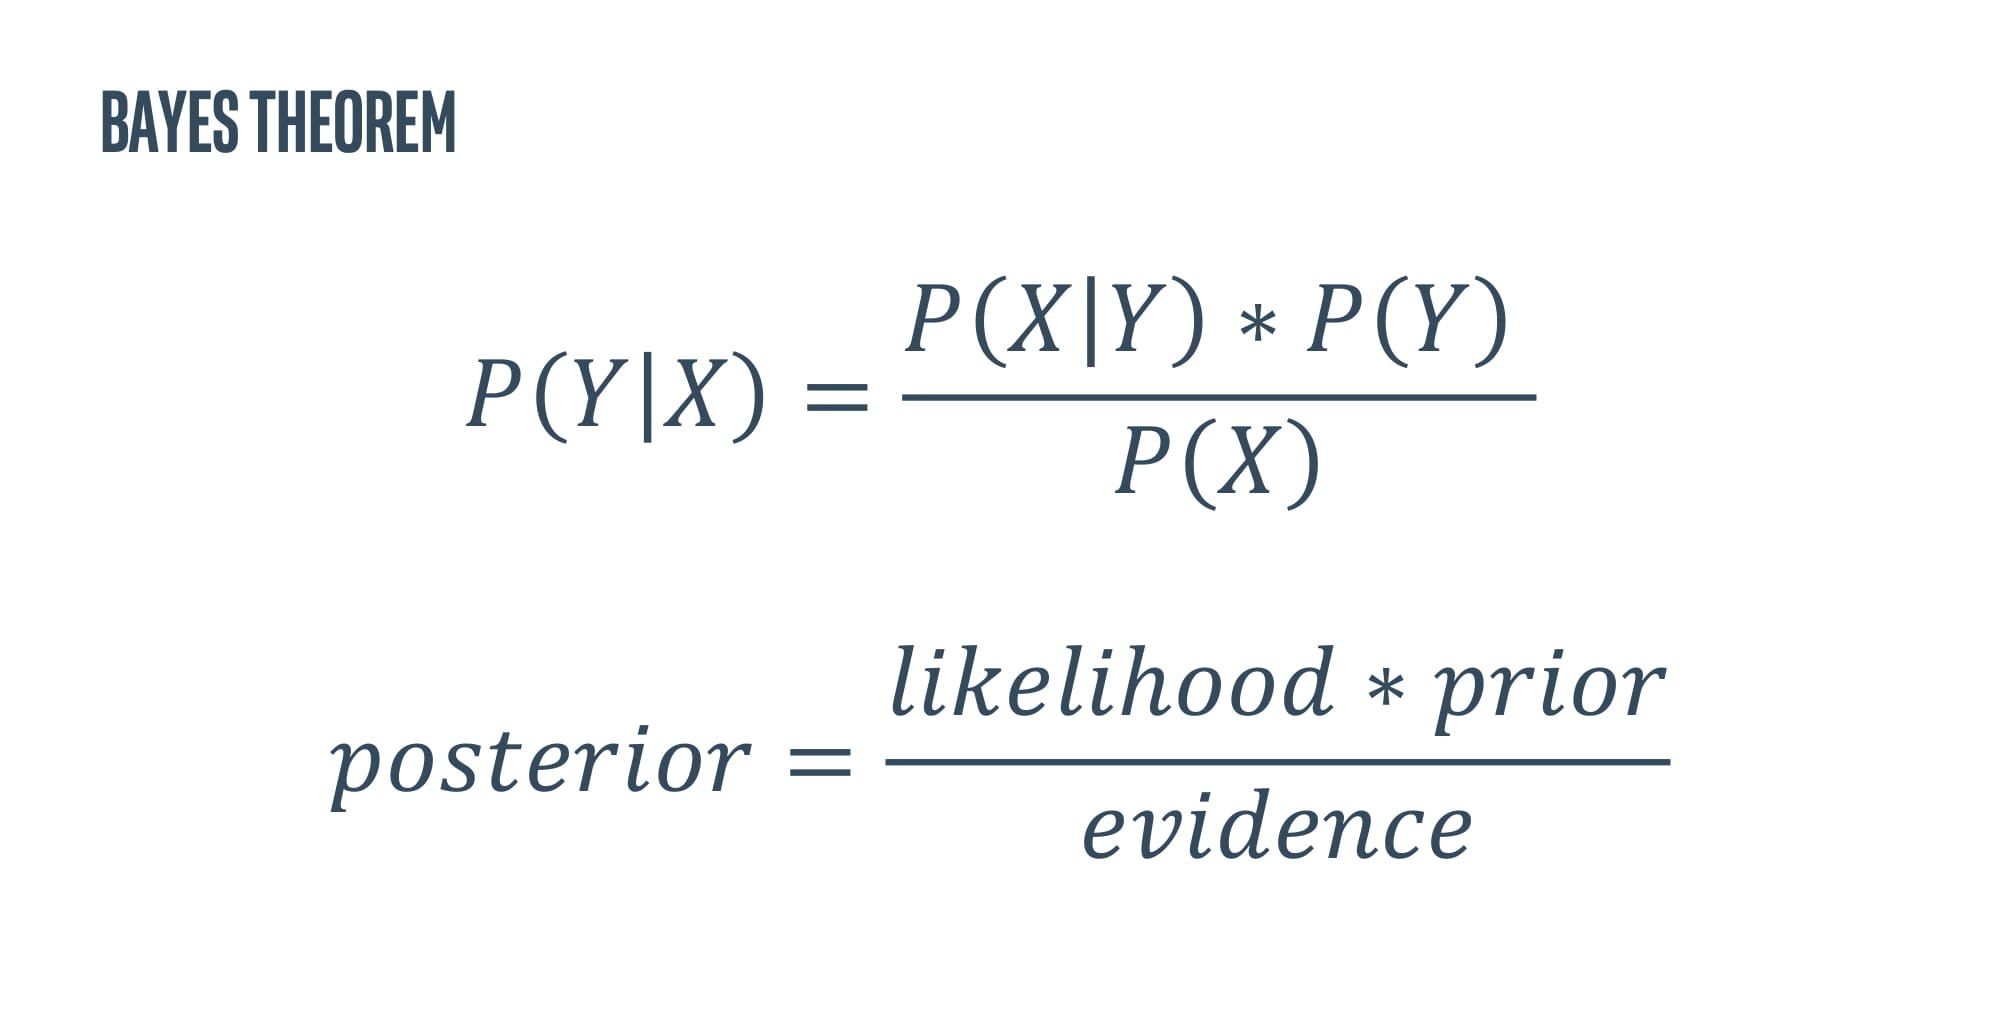 BAYES THEOREM
P(Y|X) = P(X|Y) * P(Y) / P(X)
posterior = likelihood * prior / evidence